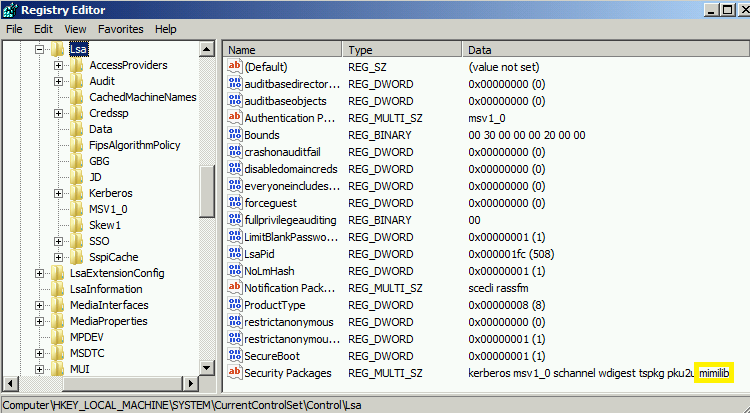 Registry Editor
File Edit View Favorites Help
Lsa
AccessProviders
Audit
CachedMachineNames
Credssp
Data
FipsAlgorithmPolicy
GBG
JD
Kerberos
MSV1_0
Skew1
SSO
SspiCache
LsaExtensionConfig
LsaInformation
MediaInterfaces
MediaProperties
MPDEV
MSDTC
MUI
Name Type Data
(Default) REG_SZ (value not set)
auditbasedirector... REG_DWORD 0x00000000 (0)
auditbaseobjects REG_DWORD 0x00000000 (0)
Authentication P... REG_MULTI_SZ msv1_0
Bounds REG_BINARY 00 30 00 00 00 20 00 00
crashonauditfail REG_DWORD 0x00000000 (0)
disabledomaincreds REG_DWORD 0x00000000 (0)
everyoneincludes... REG_DWORD 0x00000000 (0)
forceguest REG_DWORD 0x00000000 (0)
fullprivilegeauditing REG_BINARY 00
LimitBlankPasswo... REG_DWORD 0x00000001 (1)
LsaPid REG_DWORD 0x000001fc (508)
NoLmHash REG_DWORD 0x00000001 (1)
Notification Pack... REG_MULTI_SZ scecli rassfm
ProductType REG_DWORD 0x00000008 (8)
restrictanonymous REG_DWORD 0x00000000 (0)
restrictanonymou... REG_DWORD 0x00000001 (1)
SecureBoot REG_DWORD 0x00000001 (1)
Security Packages REG_MULTI_SZ kerberos msv1_0 schannel wdigest tspkg pku2u mimilib
Computer\HKEY_LOCAL_MACHINE\SYSTEM\CurrentControlSet\Control\Lsa